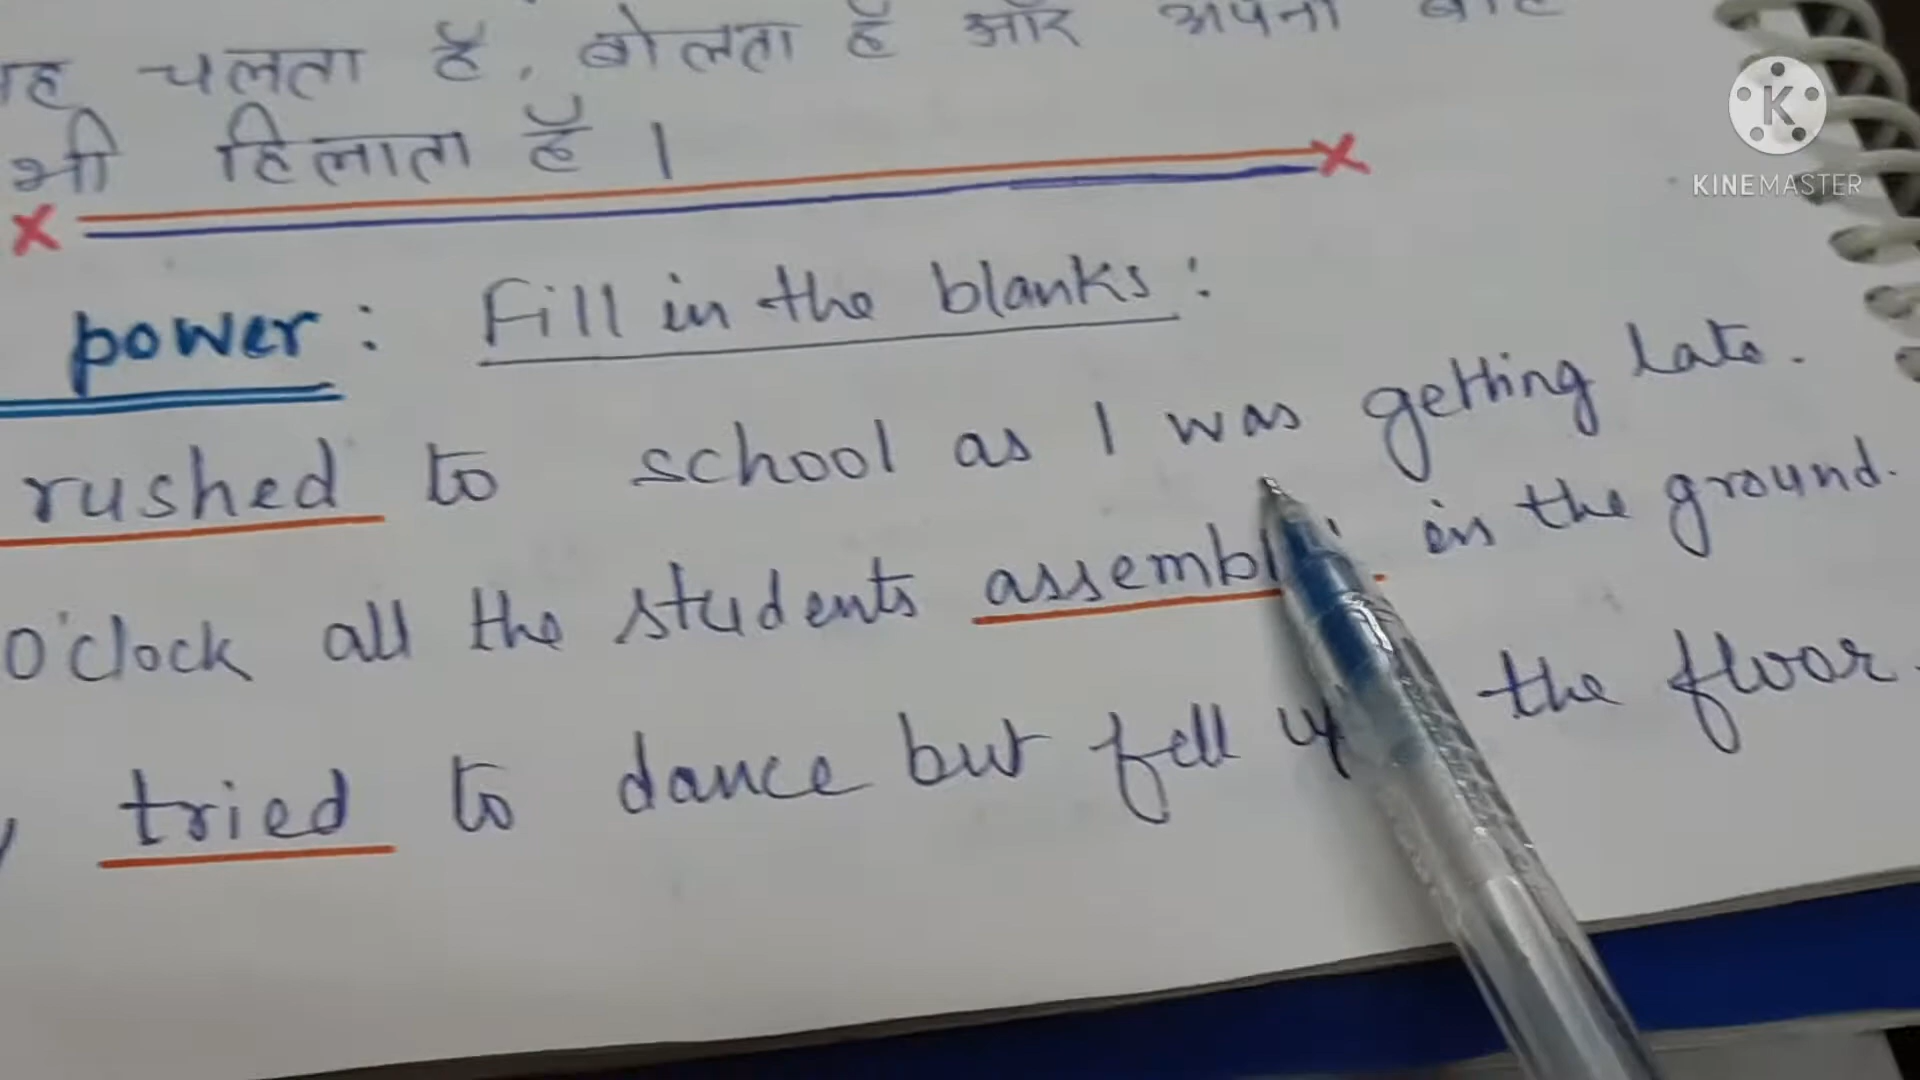 चलता है, बोलता है और अपना
भी हिलाता है ।
KINEMASTER
power : Fill in the blanks :
rushed to school as I was getting late.
O'clock all the students in the ground.
tried to dance but fell the floor.